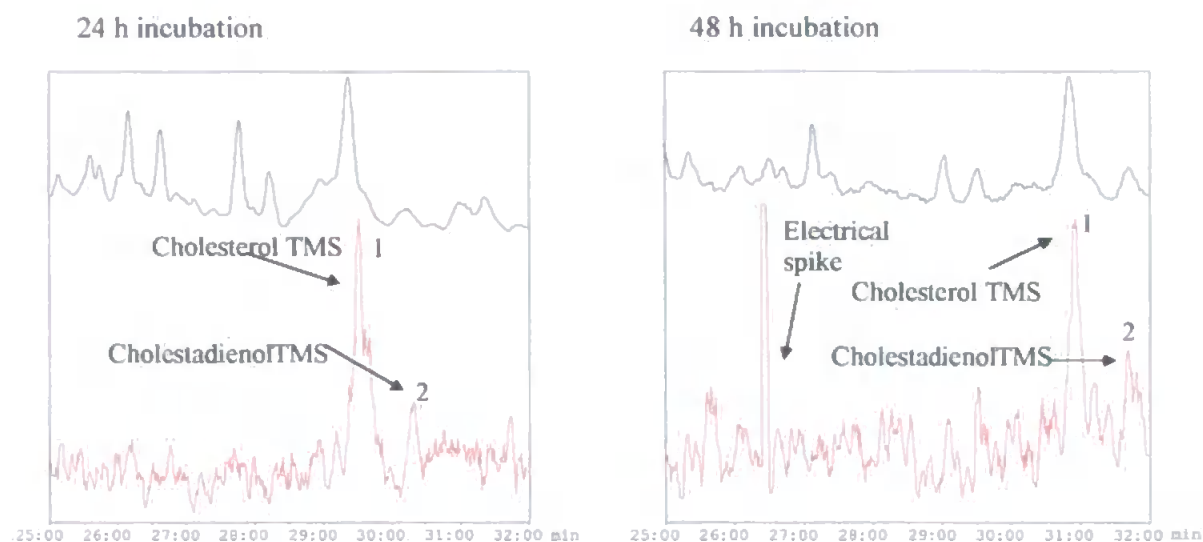 24 h incubation
48 h incubation
Cholesterol TMS
1
CholestadienolTMS
2
Electrical
spike
1
Cholesterol TMS
2
CholestadienolTMS
25:00 26:00 27:00 28:00 29:00 30:00 31:00 32:00 min
25:00 26:00 27:00 28:00 29:00 30:00 31:00 32:00 min